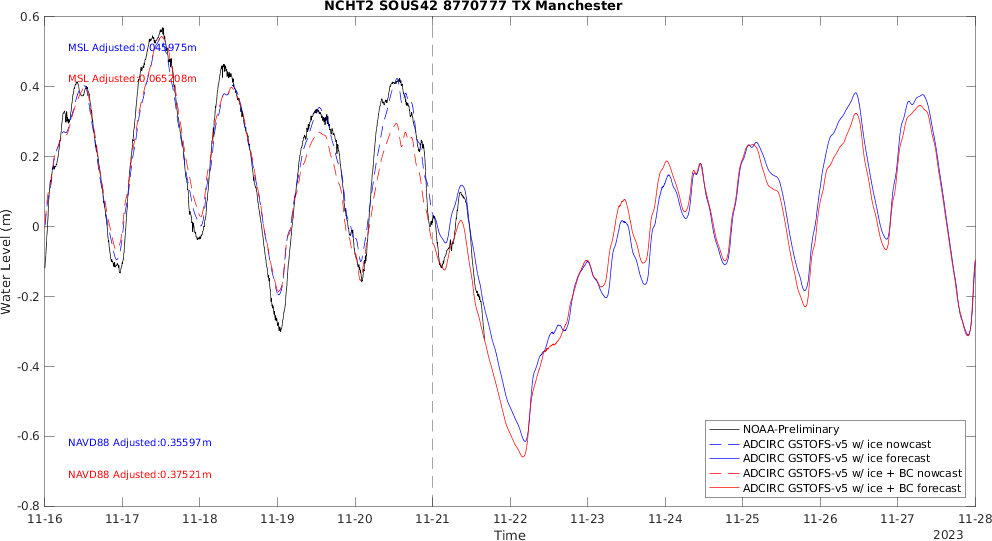 NCHT2 SOUS42 8770777 TX Manchester
0.6
0.4
0.2
0
-0.2
-0.4
-0.6
-0.8
Water Level (m)
MSL Adjusted:0.045975m
MSL Adjusted:0.065208m
NAVD88 Adjusted:0.35597m
NAVD88 Adjusted:0.37521m
NOAA-Preliminary
ADCIRC GSTOFS-v5 w/ ice nowcast
ADCIRC GSTOFS-v5 w/ ice forecast
ADCIRC GSTOFS-v5 w/ ice + BC nowcast
ADCIRC GSTOFS-v5 w/ ice + BC forecast
11-16 11-17 11-18 11-19 11-20 11-21 11-22 11-23 11-24 11-25 11-26 11-27 11-28
Time
2023